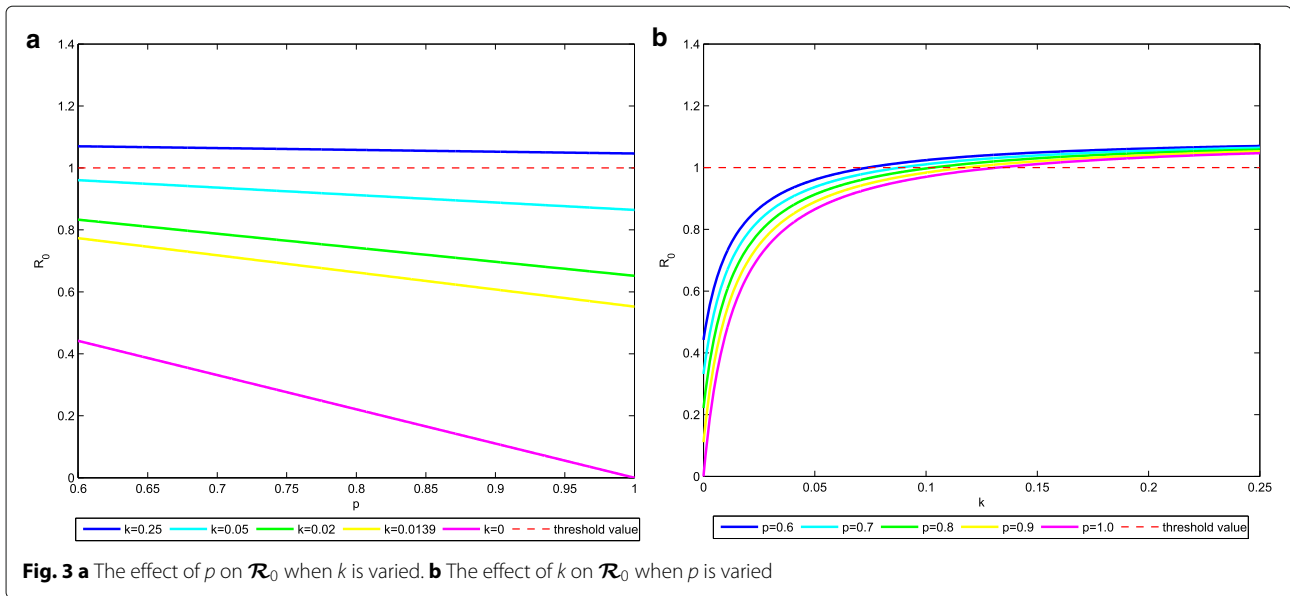 a
1.4
1.2
1
0.8
0.6
0.4
0.2
0
R_0
0.6 0.65 0.7 0.75 0.8 0.85 0.9 0.95 1
p
k=0.25 k=0.05 k=0.02 k=0.0139 k=0 threshold value
b
1.4
1.2
1
0.8
0.6
0.4
0.2
0
R_0
0 0.05 0.1 0.15 0.2 0.25
k
p=0.6 p=0.7 p=0.8 p=0.9 p=1.0 threshold value
Fig. 3 a The effect of p on 𝓡₀ when k is varied. b The effect of k on 𝓡₀ when p is varied